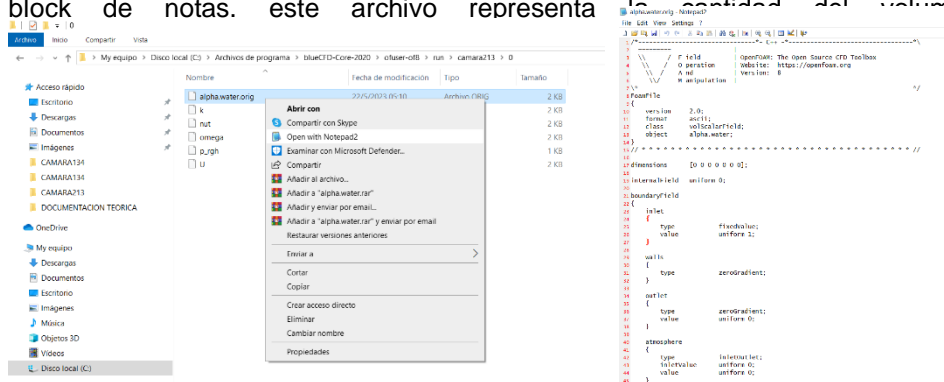 block de notas. este archivo representa la cantidad del volum
0
Archivo Inicio Compartir Vista
My equipo > Disco local (C:) > Archivos de programa > blueCFD-Core-2020 > ofuser-of8 > run > camara213 > 0
Nombre Fecha de modificación Tipo Tamaño
Acceso rápido
Escritorio
Descargas
Documentos
Imágenes
CAMARA134
CAMARA134
CAMARA213
DOCUMENTACION TEORICA
OneDrive
My equipo
Descargas
Documentos
Escritorio
Imágenes
Música
Objetos 3D
Vídeos
Disco local (C:)
alpha.water.orig 22/5/2023 05:10 Archivo ORIG 2 KB
k 2 KB
nut 2 KB
omega 2 KB
p_rgh 1 KB
U 2 KB
Abrir con
Compartir con Skype
Open with Notepad2
Examinar con Microsoft Defender...
Compartir
Añadir al archivo...
Añadir a "alpha.water.rar"
Añadir y enviar por email...
Añadir a "alpha.water.rar" y enviar por email
Restaurar versiones anteriores
Enviar a
Cortar
Copiar
Crear acceso directo
Eliminar
Cambiar nombre
Propiedades
alpha.water.orig - Notepad2
File Edit View Settings ?
/*--------------------------------*- C++ -*----------------------------------*\
=========                 |
\\      /  F ield         | OpenFOAM: The Open Source CFD Toolbox
\\    /   O peration     | Website:  https://openfoam.org
\\  /    A nd           | Version:  8
\\/     M anipulation  |
\*
FoamFile
{
version 2.0;
format ascii;
class volScalarField;
object alpha.water;
}
// * * * * * * * * * * * * * * * * * * * * * * * * * * * * * * * * * * * * * //
dimensions [0 0 0 0 0 0 0];
internalField uniform 0;
boundaryField
{
inlet
{
type fixedValue;
value uniform 1;
}
walls
{
type zeroGradient;
}
outlet
{
type zeroGradient;
value uniform 0;
}
atmosphere
{
type inletOutlet;
inletValue uniform 0;
value uniform 0;
}